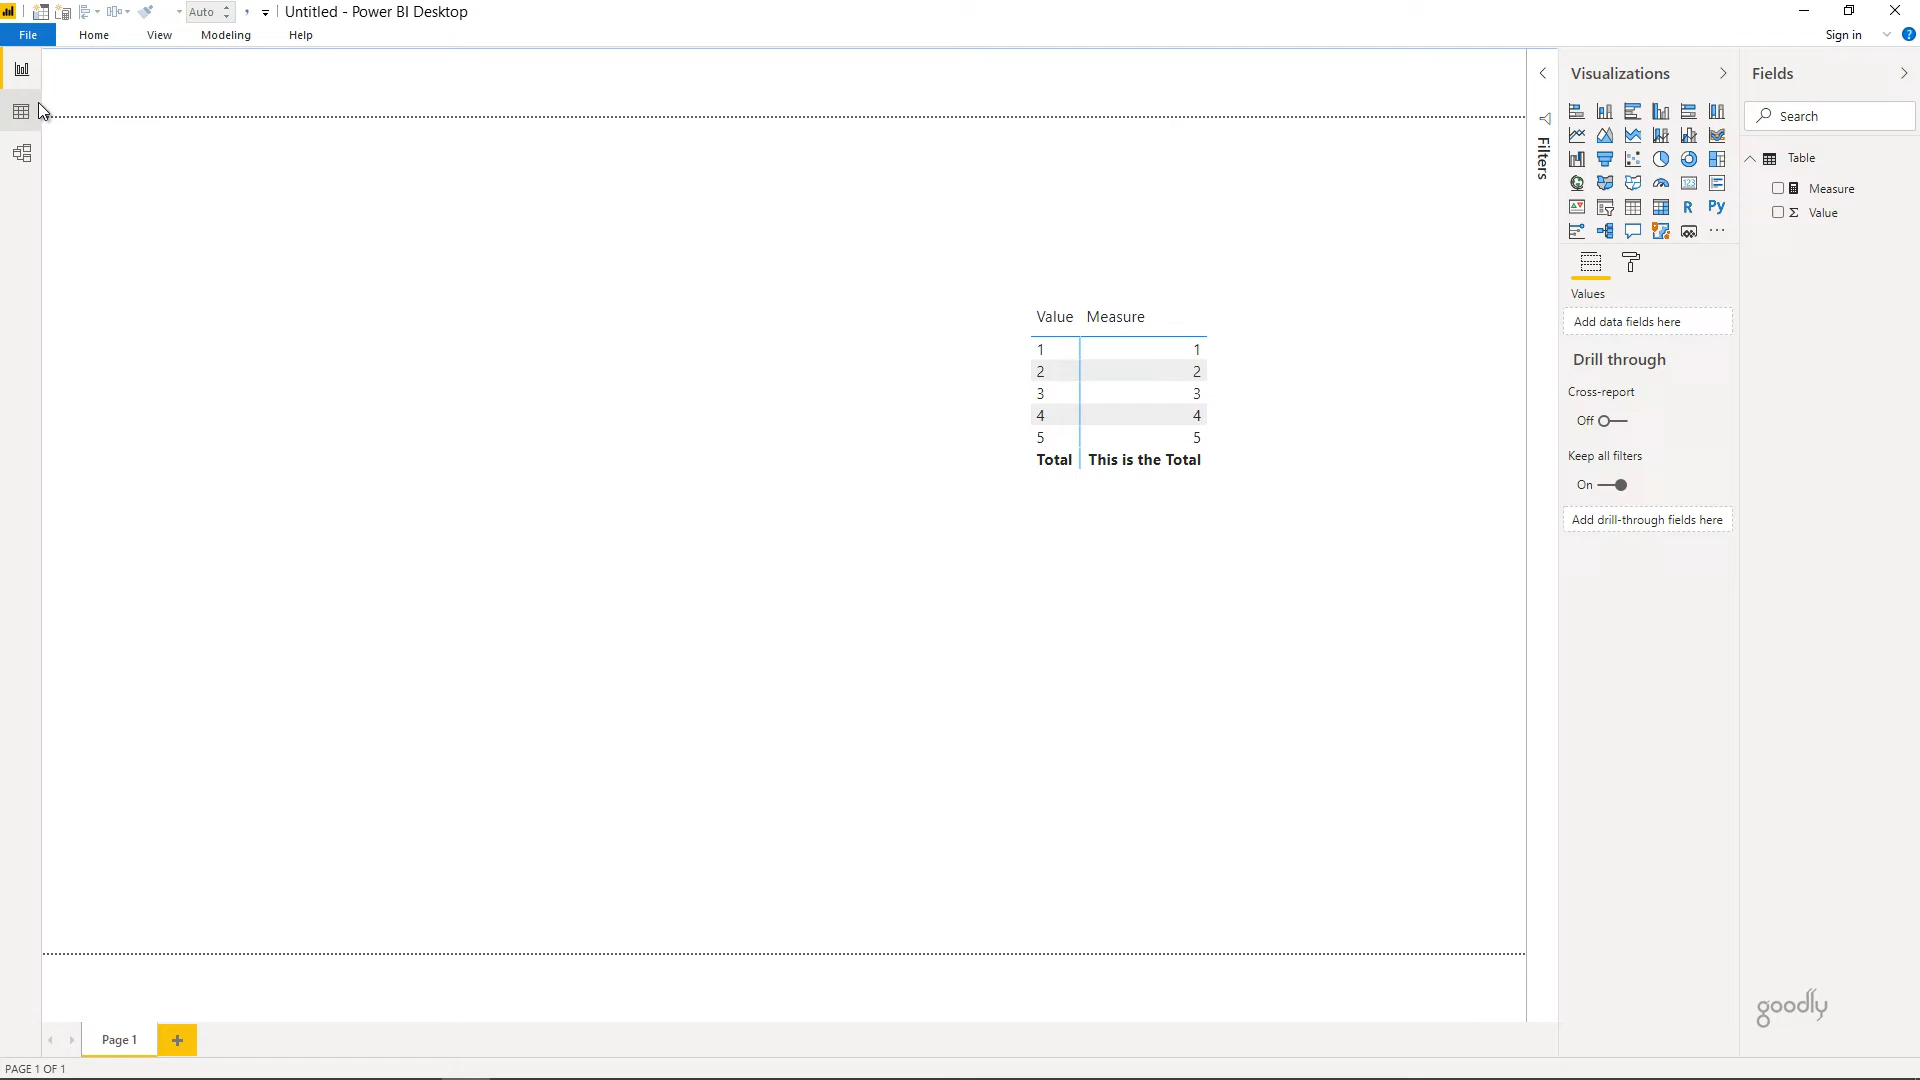 Auto
Untitled - Power BI Desktop
File
Home
View
Modeling
Help
Sign in
?
Visualizations
Fields
Search
Filters
Table
Measure
Value
123
R
Py
Values
Add data fields here
Drill through
Cross-report
Off
Keep all filters
On
Add drill-through fields here
Value Measure
1 1
2 2
3 3
4 4
5 5
Total This is the Total
goodly
Page 1
+
PAGE 1 OF 1